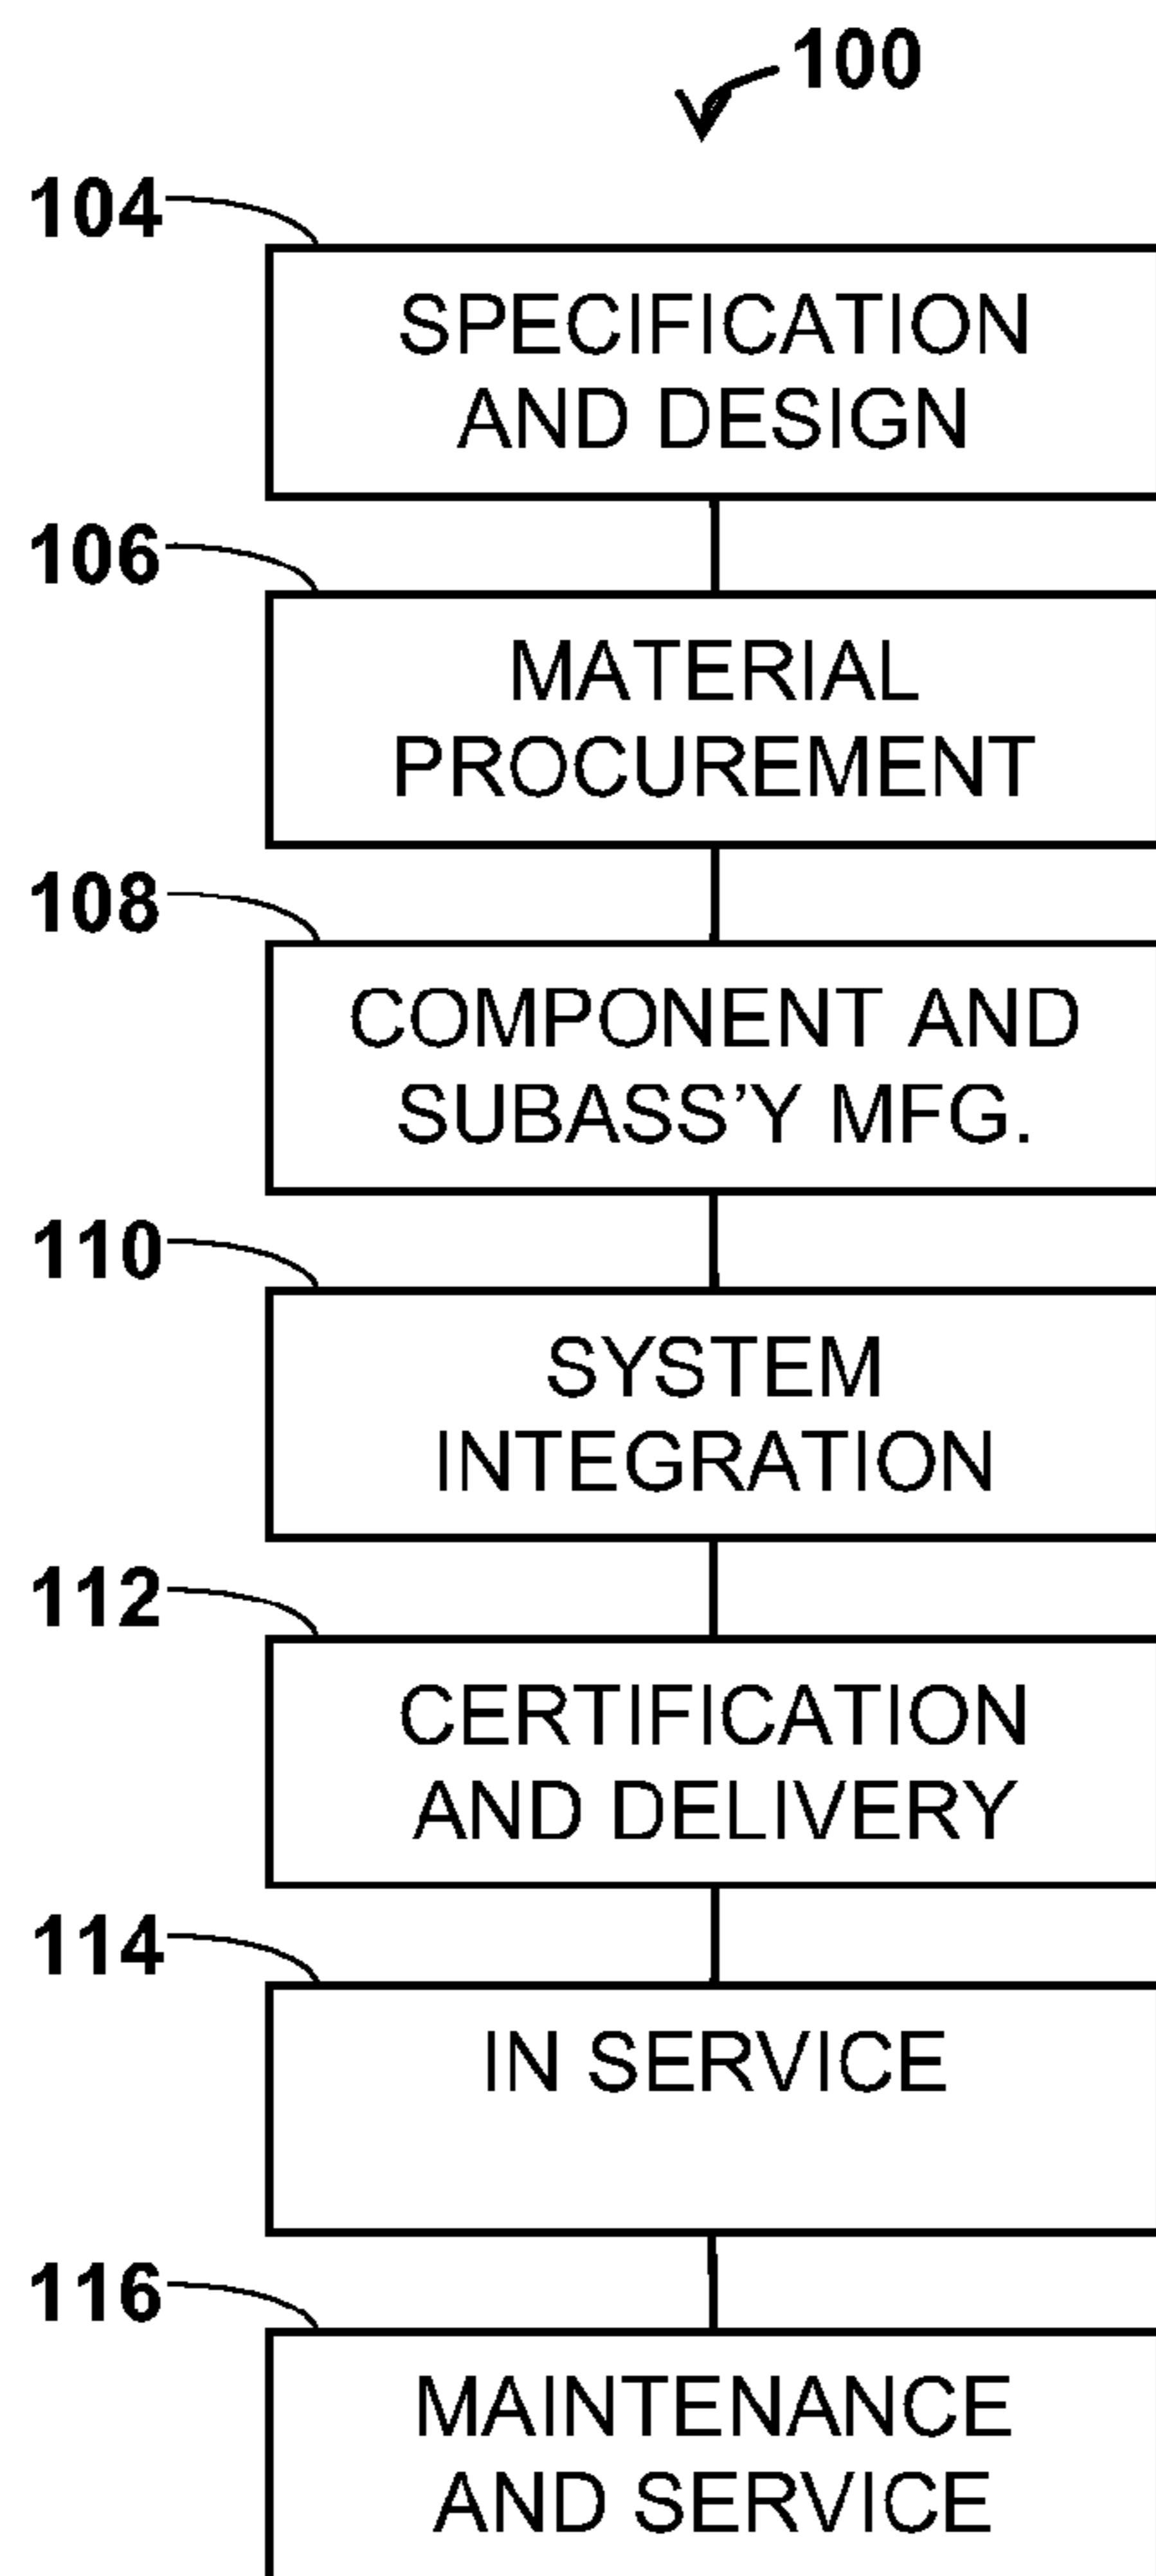 100
104
SPECIFICATION
AND DESIGN
106
MATERIAL
PROCUREMENT
108
COMPONENT AND
SUBASS’Y MFG.
110
SYSTEM
INTEGRATION
112
CERTIFICATION
AND DELIVERY
114
IN SERVICE
116
MAINTENANCE
AND SERVICE